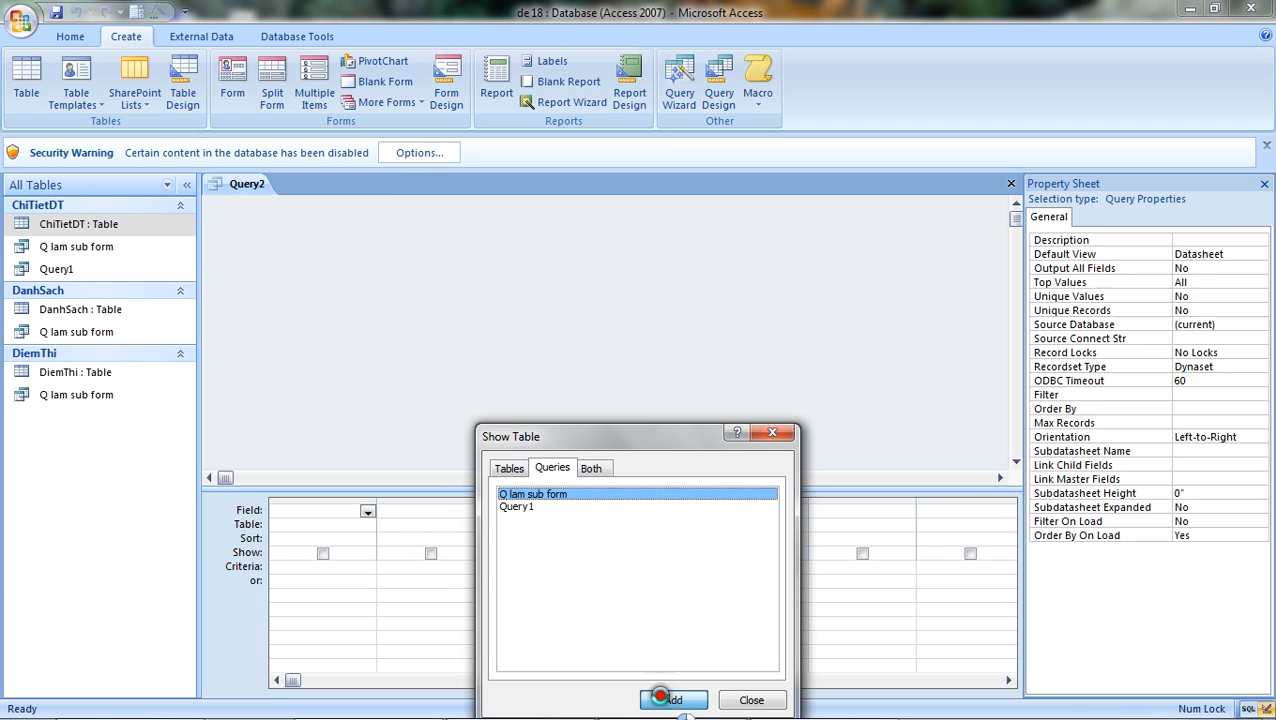 de 18 : Database (Access 2007) - Microsoft Access
Home Create External Data Database Tools
Table
Table Templates
SharePoint Lists
Table Design
Tables
Form
Split Form
Multiple Items
PivotChart
Blank Form
More Forms
Form Design
Forms
Report
Labels
Blank Report
Report Wizard
Report Design
Reports
Query Wizard
Query Design
Macro
Other
Security Warning Certain content in the database has been disabled Options...
All Tables
ChiTietDT
ChiTietDT : Table
Q lam sub form
Query1
DanhSach
DanhSach : Table
Q lam sub form
DiemThi
DiemThi : Table
Q lam sub form
Query2
Field:
Table:
Sort:
Show:
Criteria:
or:
Show Table
Tables Queries Both
Q lam sub form
Query1
Add Close
Property Sheet
Selection type: Query Properties
General
Description
Default View Datasheet
Output All Fields No
Top Values All
Unique Values No
Unique Records No
Source Database (current)
Source Connect Str
Record Locks No Locks
Recordset Type Dynaset
ODBC Timeout 60
Filter
Order By
Max Records
Orientation Left-to-Right
Subdatasheet Name
Link Child Fields
Link Master Fields
Subdatasheet Height 0"
Subdatasheet Expanded No
Filter On Load No
Order By On Load Yes
Ready Num Lock SQL